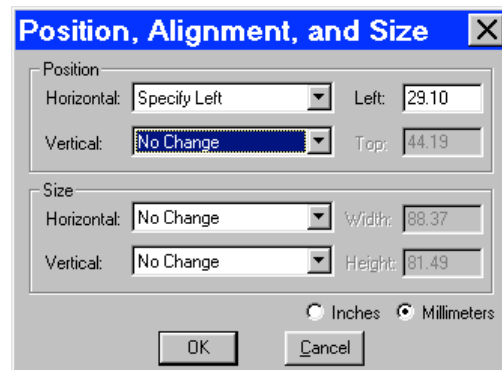 Position, Alignment, and Size
Position
Horizontal: Specify Left Left: 29.10
Vertical: No Change Top: 44.19
Size
Horizontal: No Change Width: 88.37
Vertical: No Change Height: 81.49
Inches Millimeters
OK Cancel